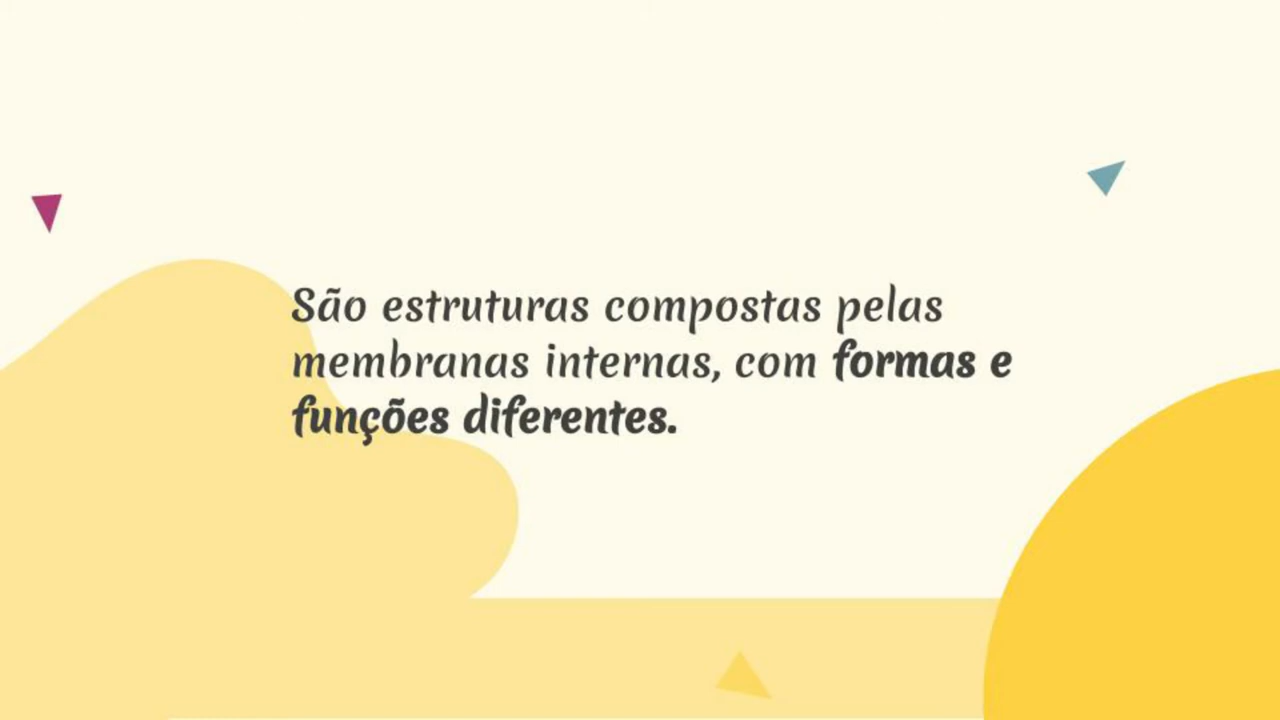 São estruturas compostas pelas
membranas internas, com formas e
funções diferentes.